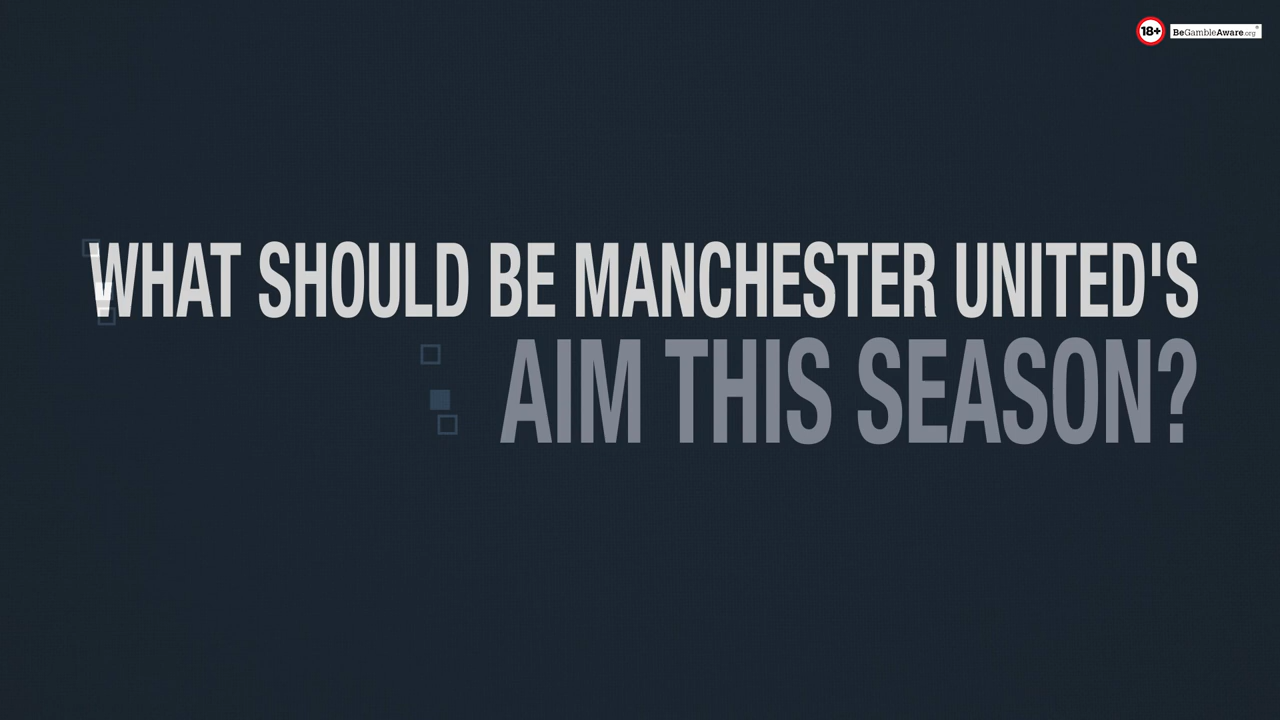 18+ BeGambleAware.org®
WHAT SHOULD BE MANCHESTER UNITED'S
AIM THIS SEASON?